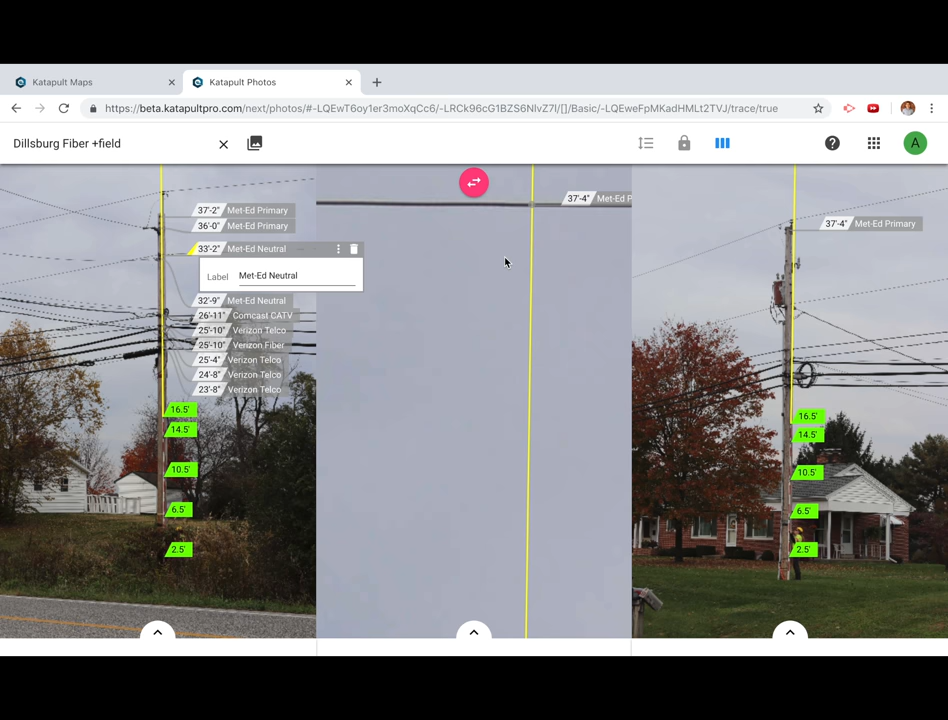 Katapult Maps
Katapult Photos
https://beta.katapultpro.com/next/photos/#-LQEwT6oy1er3moXqCc6/-LRCk96cG1BZS6NlvZ7I/[]/Basic/-LQEweFpMKadHMLt2TVJ/trace/true
Dillsburg Fiber +field
A
37'-2" Met-Ed Primary
36'-0" Met-Ed Primary
33'-2" Met-Ed Neutral
Label Met-Ed Neutral
32'-9" Met-Ed Neutral
26'-11" Comcast CATV
25'-10" Verizon Telco
25'-10" Verizon Fiber
25'-4" Verizon Telco
24'-8" Verizon Telco
23'-8" Verizon Telco
16.5'
14.5'
10.5'
6.5'
2.5'
37'-4" Met-Ed P
37'-4" Met-Ed Primary
16.5'
14.5'
10.5'
6.5'
2.5'